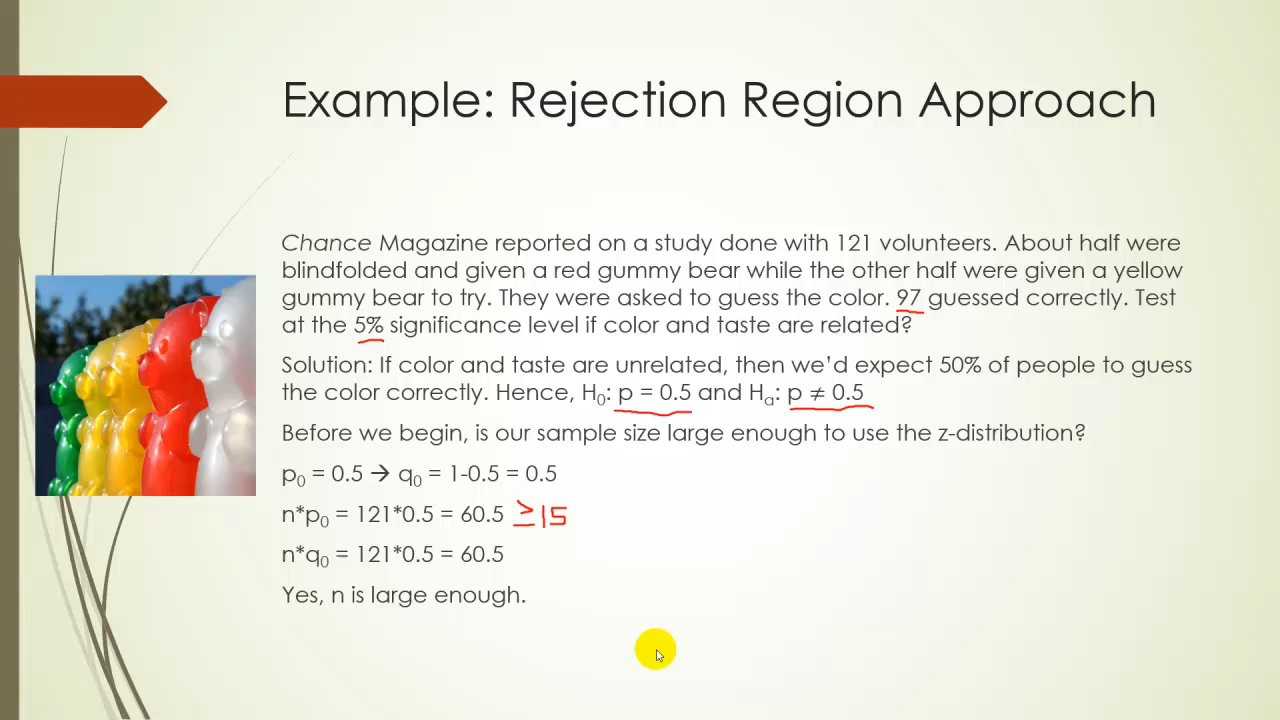 Example: Rejection Region Approach
Chance Magazine reported on a study done with 121 volunteers. About half were
blindfolded and given a red gummy bear while the other half were given a yellow
gummy bear to try. They were asked to guess the color. 97 guessed correctly. Test
at the 5% significance level if color and taste are related?
Solution: If color and taste are unrelated, then we’d expect 50% of people to guess
the color correctly. Hence, H₀: p = 0.5 and Hₐ: p ≠ 0.5
Before we begin, is our sample size large enough to use the z-distribution?
p₀ = 0.5 → q₀ = 1-0.5 = 0.5
n*p₀ = 121*0.5 = 60.5 ≥15
n*q₀ = 121*0.5 = 60.5
Yes, n is large enough.